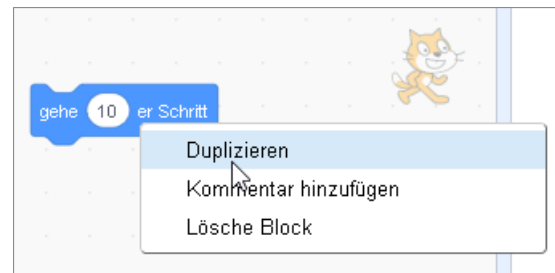 gehe 10 er Schritt
Duplizieren
Kommentar hinzufügen
Lösche Block